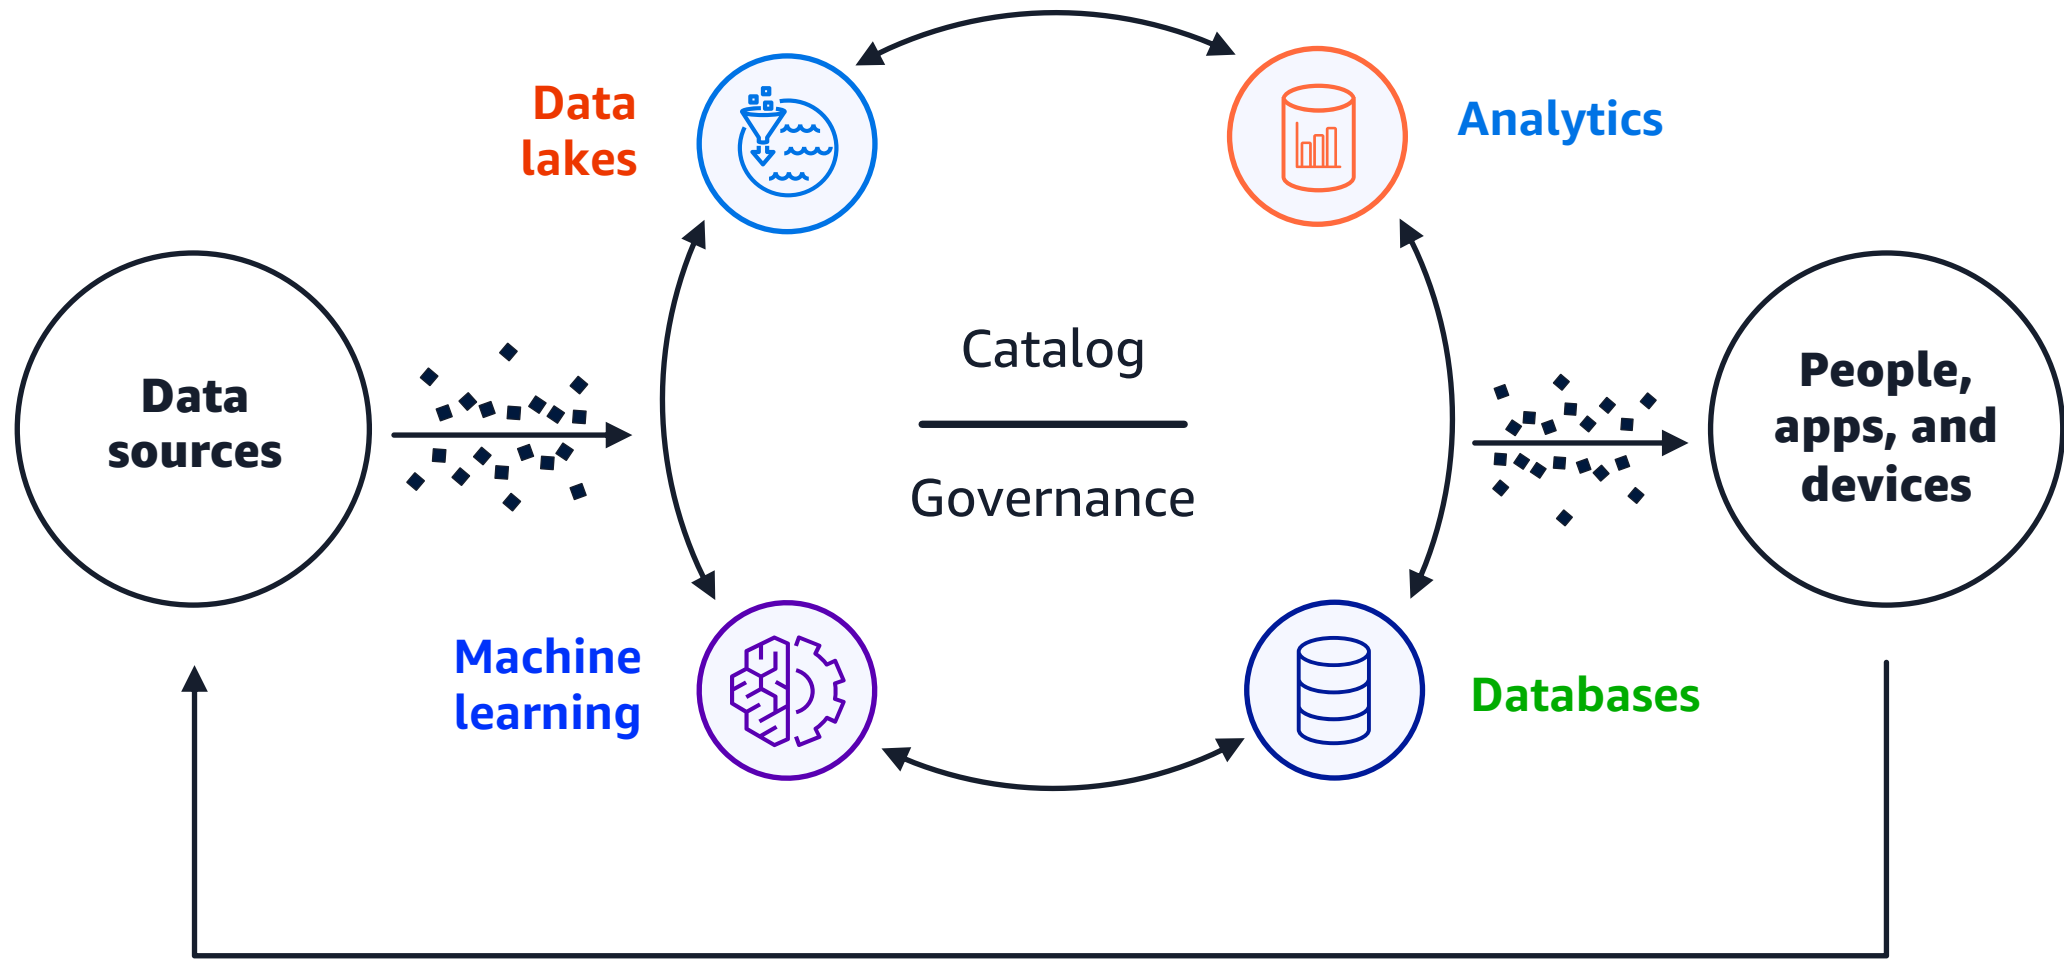 Data
lakes
Analytics
Data
sources
Catalog
Governance
People,
apps, and
devices
Machine
learning
Databases